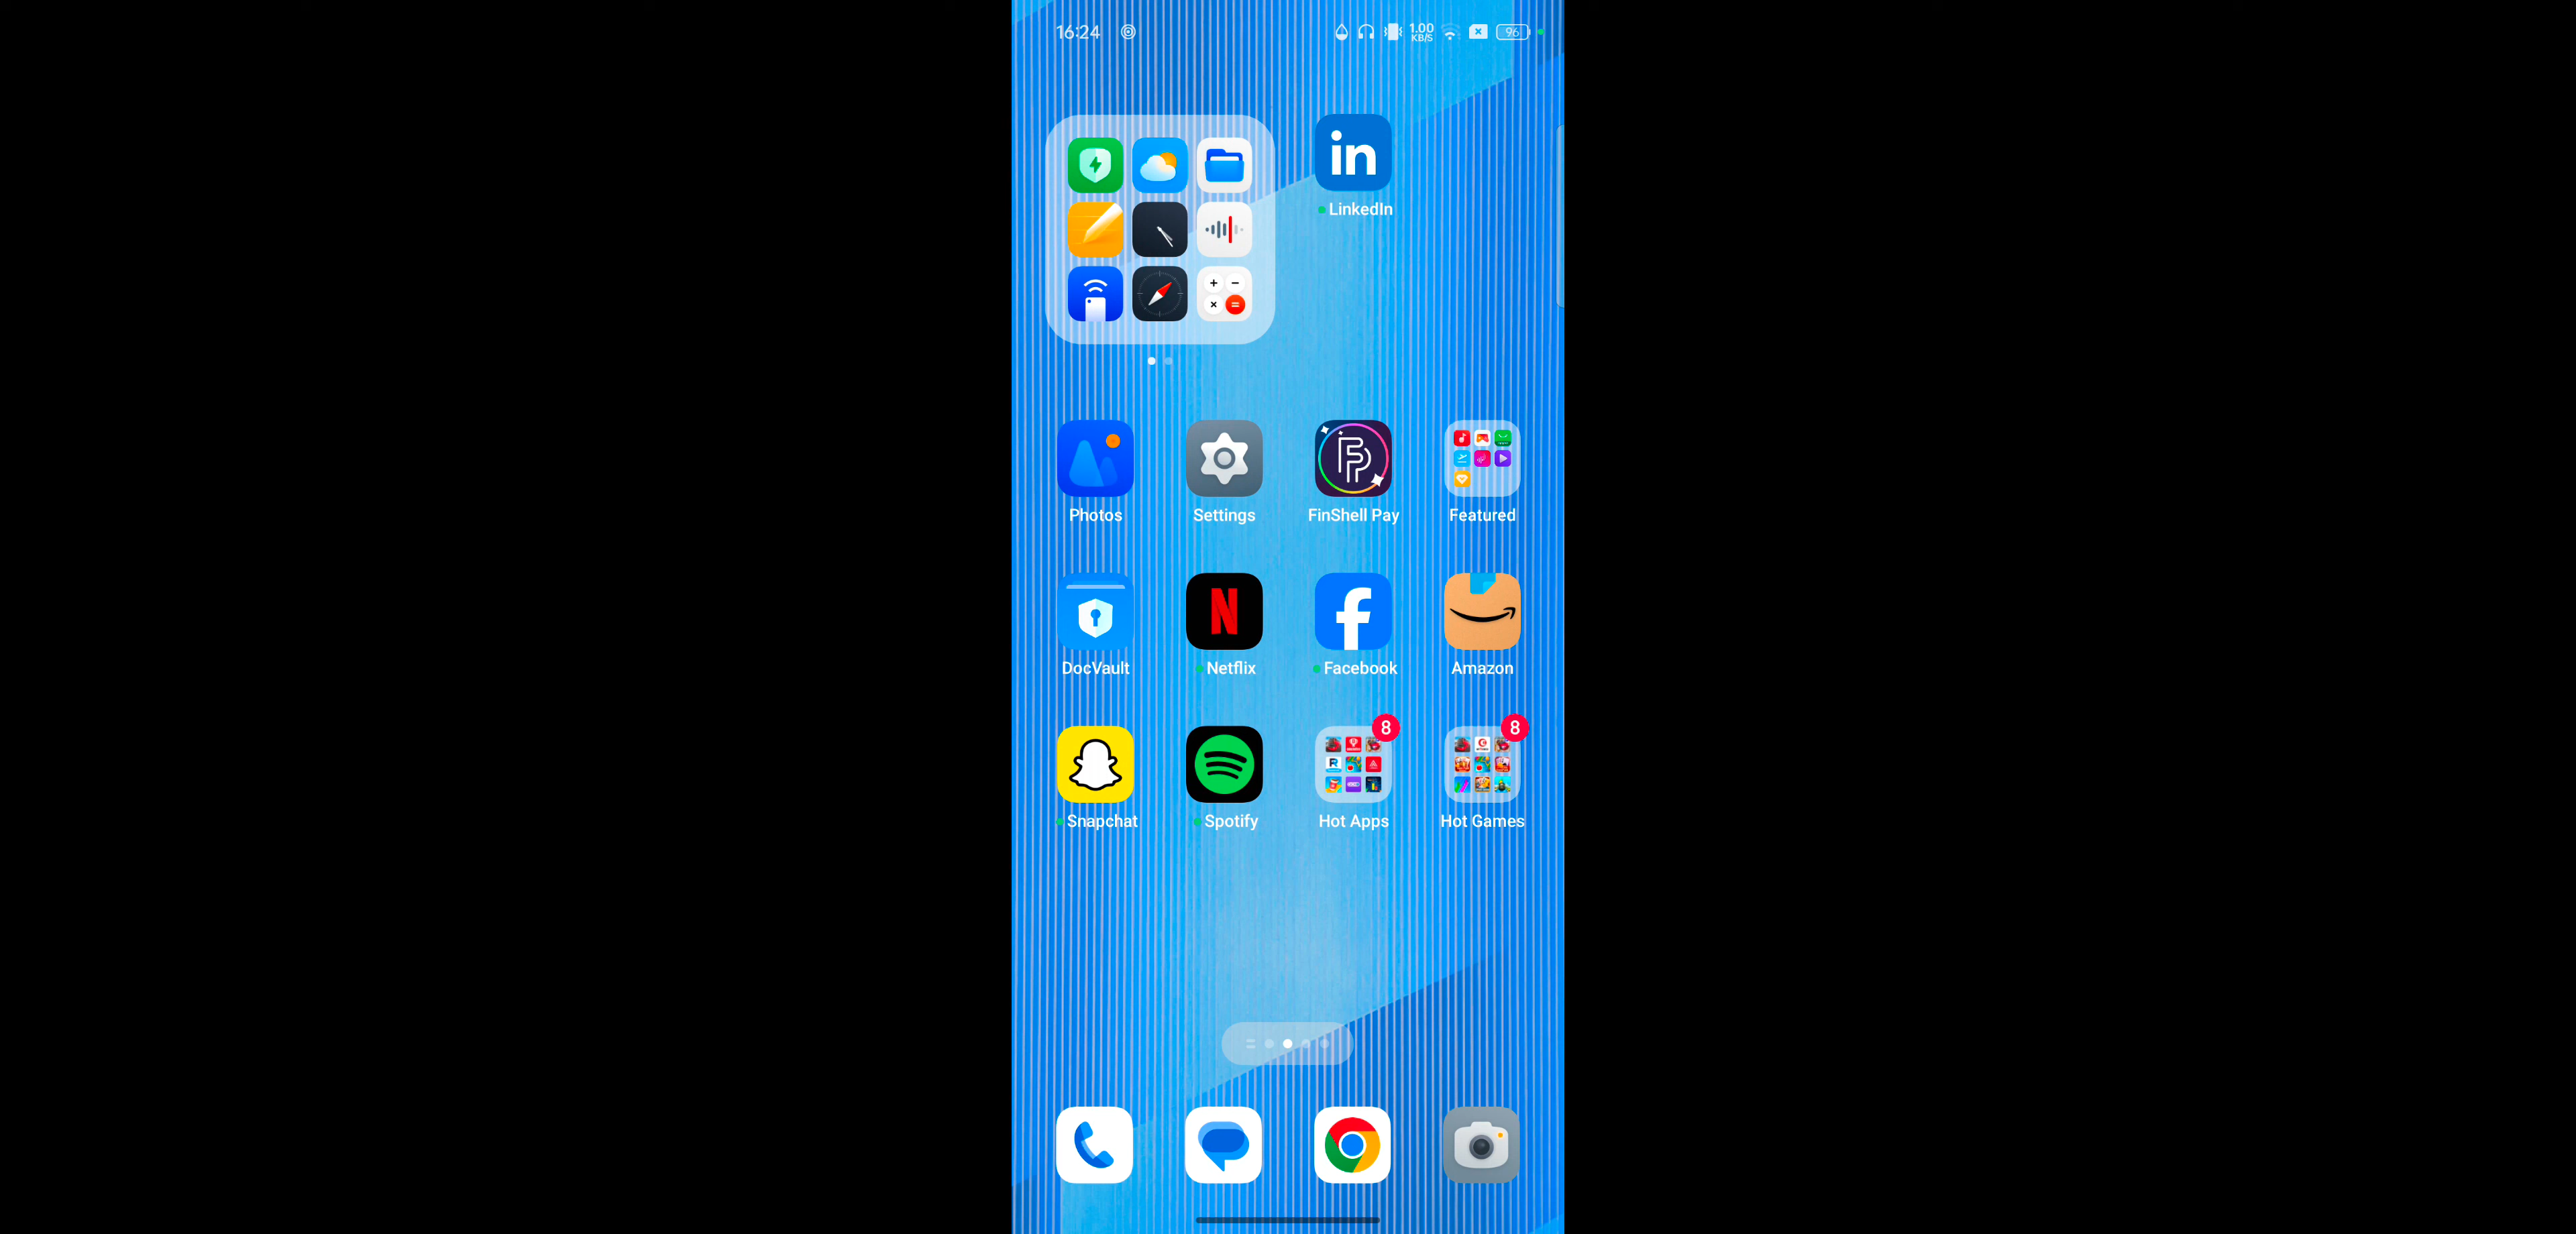 16:24
1.00
KB/S
96
in
LinkedIn
Photos
Settings
FinShell Pay
Featured
DocVault
Netflix
Facebook
Amazon
8
8
Snapchat
Spotify
Hot Apps
Hot Games